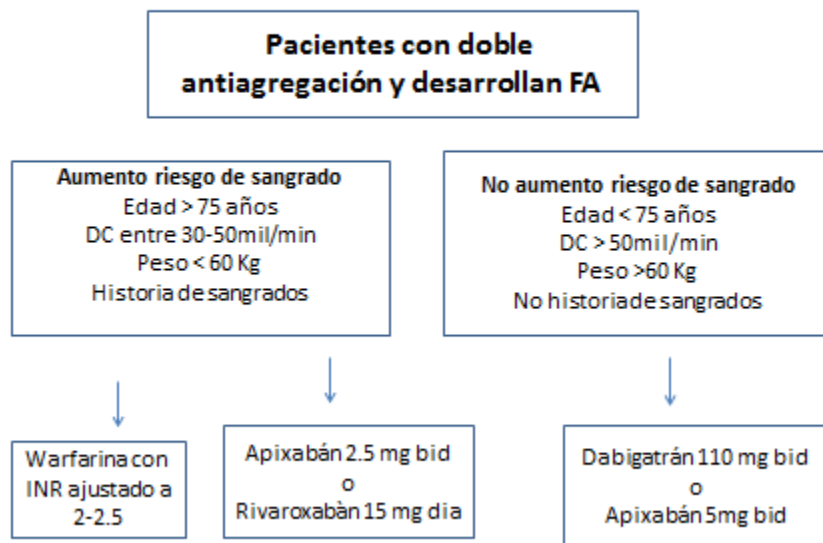 Pacientes con doble
antiagregación y desarrollan FA
Aumento riesgo de sangrado
Edad > 75 años
DC entre 30-50mil/min
Peso < 60 Kg
Historia de sangrados
No aumento riesgo de sangrado
Edad < 75 años
DC > 50mil/min
Peso >60 Kg
No historia de sangrados
Warfarina con
INR ajustado a
2-2.5
Apixabán 2.5 mg bid
o
Rivaroxabàn 15 mg dia
Dabigatrán 110 mg bid
o
Apixabán 5mg bid